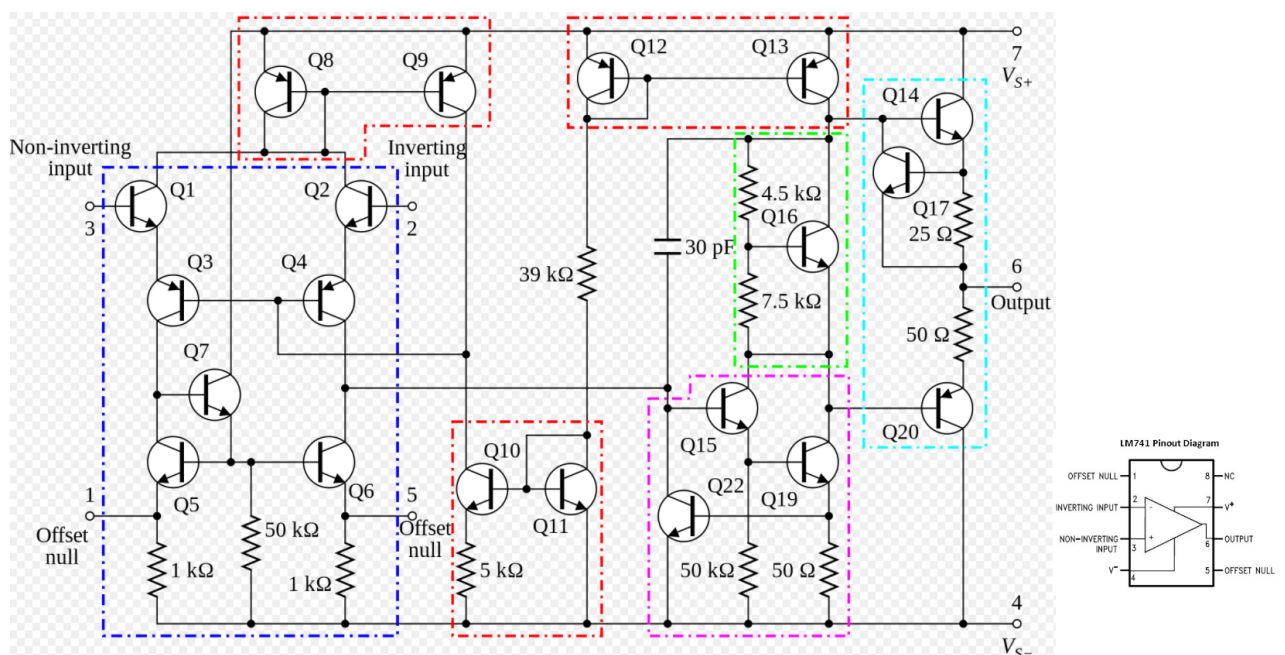 Q8
Q9
Q12
Q13
7
VS+
Q14
Non-inverting
input
Inverting
input
Q1
Q2
3
2
4.5 kΩ
Q16
Q17
25 Ω
Q3
Q4
30 pF
39 kΩ
6
Output
7.5 kΩ
50 Ω
Q7
Q15
Q20
LM741 Pinout Diagram
Q10
Q22
Q19
1
Q5
Q6
5
Q11
Offset
null
50 kΩ
Offset
null
1 kΩ
1 kΩ
5 kΩ
50 kΩ
50 Ω
4
VS−
OFFSET NULL
1
8
NC
INVERTING INPUT
2
-
7
V+
NON-INVERTING
INPUT
3
+
6
OUTPUT
V−
4
5
OFFSET NULL